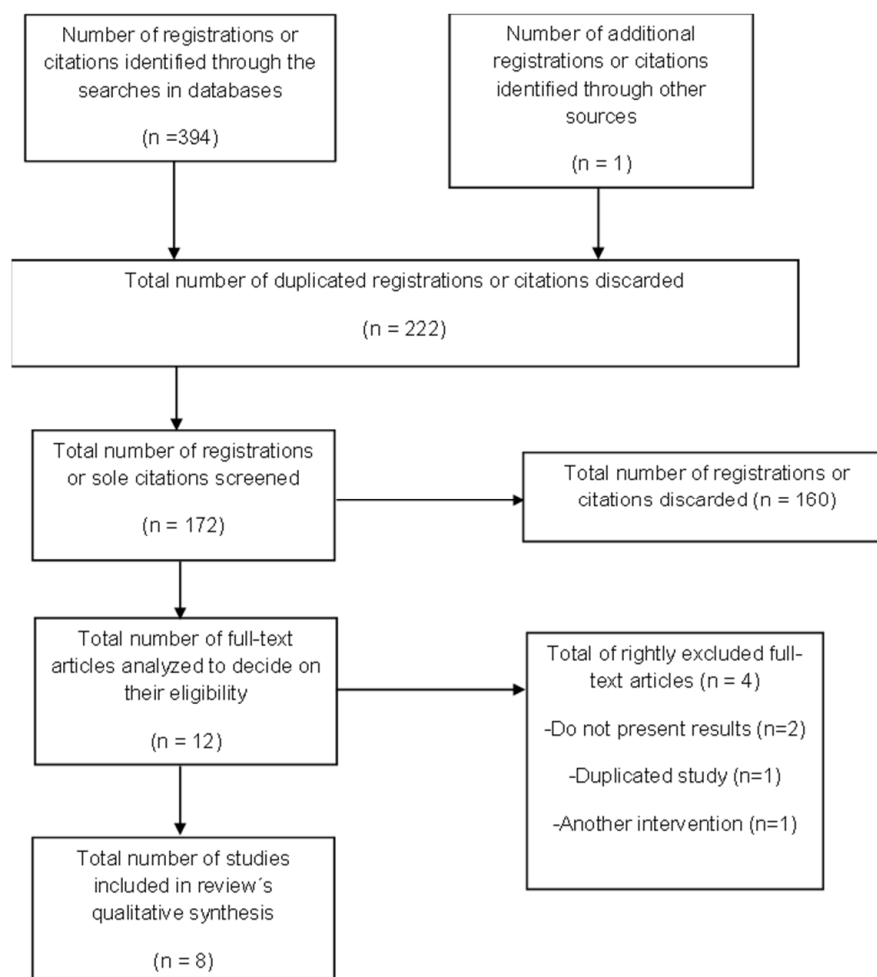 Number of registrations or
citations identified through the
searches in databases
(n =394)
Number of additional
registrations or citations
identified through other
sources
(n = 1)
Total number of duplicated registrations or citations discarded
(n = 222)
Total number of registrations
or sole citations screened
(n = 172)
Total number of registrations or
citations discarded (n = 160)
Total number of full-text
articles analyzed to decide on
their eligibility
(n = 12)
Total of rightly excluded full-
text articles (n = 4)
-Do not present results (n=2)
-Duplicated study (n=1)
-Another intervention (n=1)
Total number of studies
included in review´s
qualitative synthesis
(n = 8)